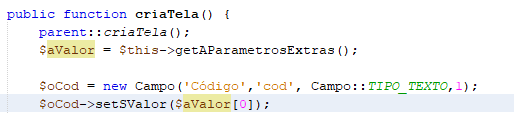 public function criaTela() {
parent::criaTela();
$aValor = $this->getAParametrosExtras();
$oCod = new Campo('Código','cod', Campo::TIPO_TEXTO,1);
$oCod->setSValor($aValor[0]);